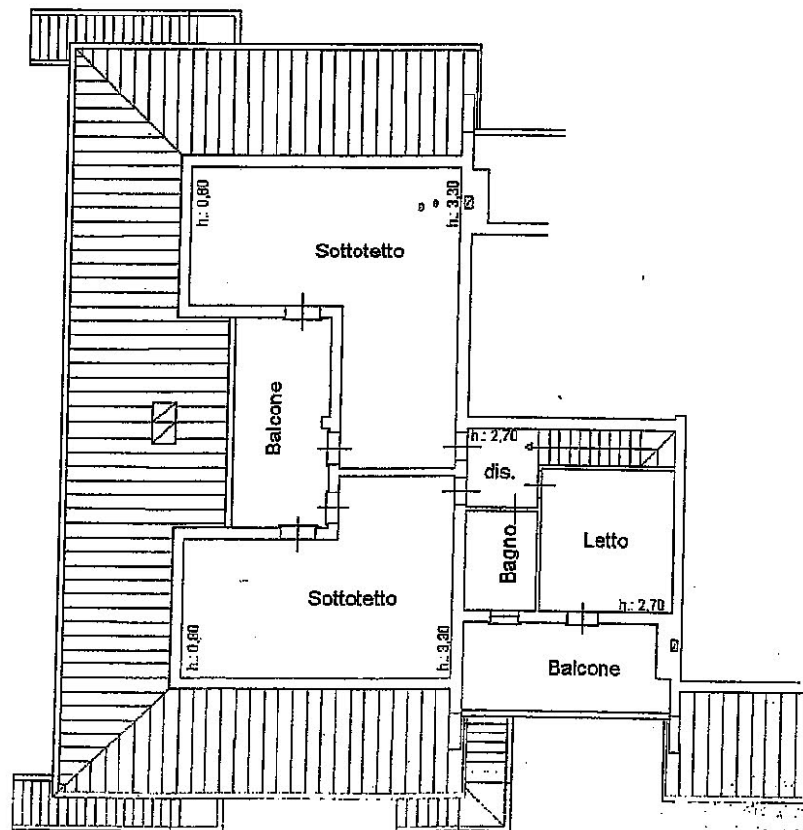 h.: 0,80
h.: 3,30
Sottotetto
Balcone
h.: 2,70
dis.
Bagno
Letto
Sottotetto
h.: 0,80
h.: 3,30
h.: 2,70
Balcone